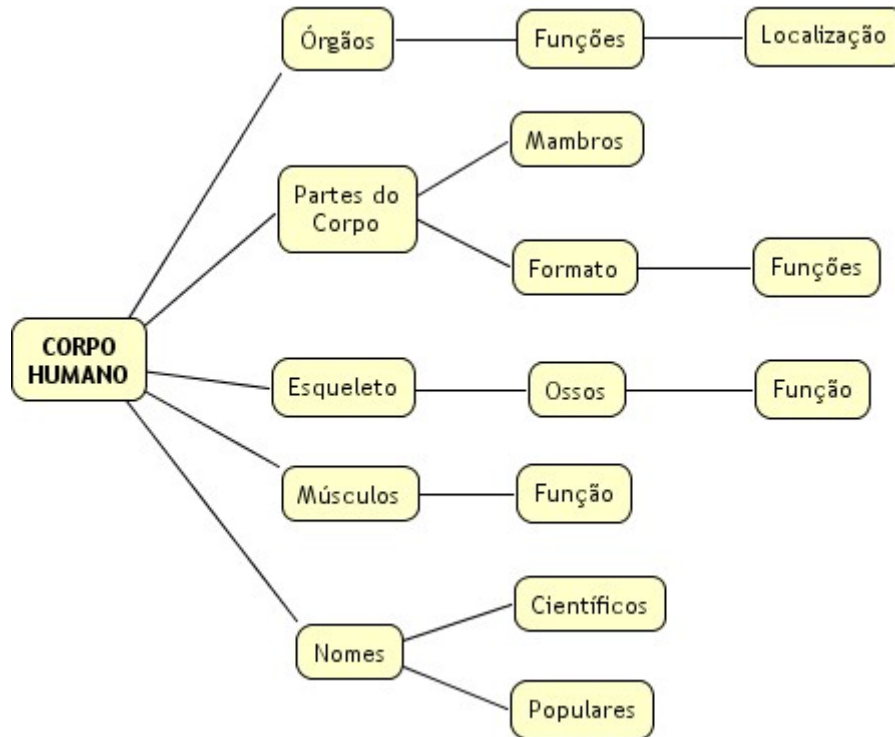 Órgãos
Funções
Localização
Mambros
Partes do
Corpo
Formato
Funções
CORPO
HUMANO
Esqueleto
Ossos
Função
Músculos
Função
Científicos
Nomes
Populares